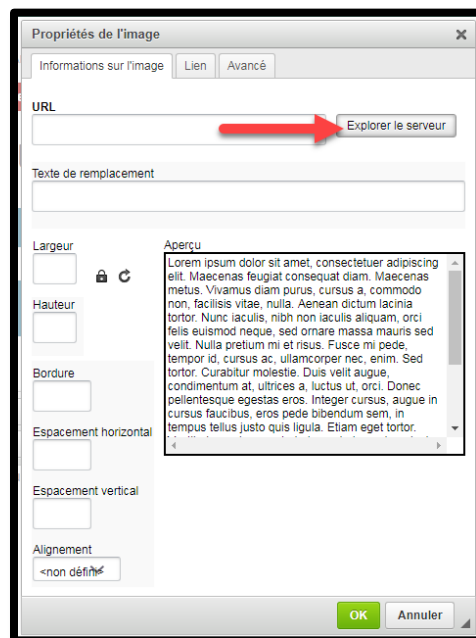 Propriétés de l'image
Informations sur l'image Lien Avancé
URL
Explorer le serveur
Texte de remplacement
Largeur
Hauteur
Bordure
Espacement horizontal
Espacement vertical
Alignement
<non défini>
Aperçu
Lorem ipsum dolor sit amet, consectetuer adipiscing
elit. Maecenas feugiat consequat diam. Maecenas
metus. Vivamus diam purus, cursus a, commodo
non, facilisis vitae, nulla. Aenean dictum lacinia
tortor. Nunc iaculis, nibh non iaculis aliquam, orci
felis euismod neque, sed ornare massa mauris sed
velit. Nulla pretium mi et risus. Fusce mi pede,
tempor id, cursus ac, ullamcorper nec, enim. Sed
tortor. Curabitur molestie. Duis velit augue,
condimentum at, ultrices a, luctus ut, orci. Donec
pellentesque egestas eros. Integer cursus, augue in
cursus faucibus, eros pede bibendum sem, in
tempus tellus justo quis ligula. Etiam eget tortor.
OK Annuler